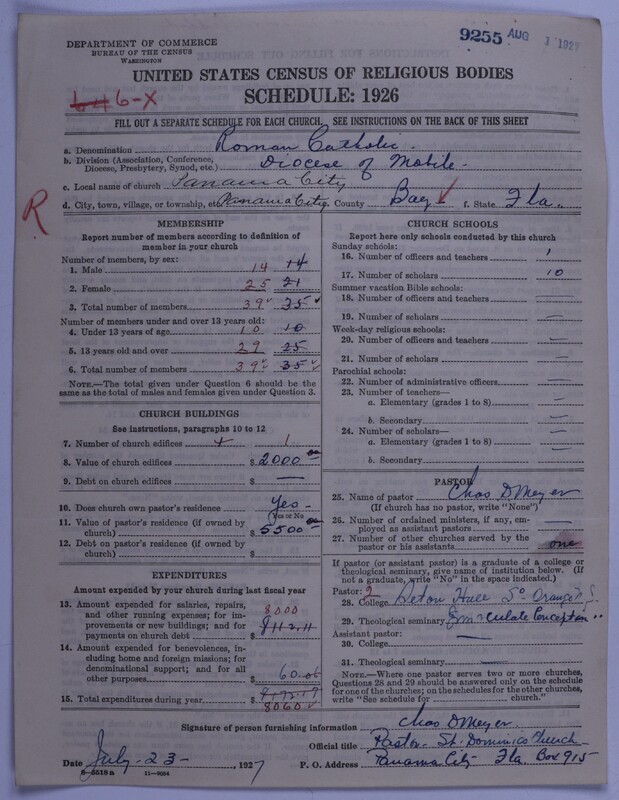 DEPARTMENT OF COMMERCE
BUREAU OF THE CENSUS
WASHINGTON
9255 AUG 1 1927
UNITED STATES CENSUS OF RELIGIOUS BODIES
SCHEDULE: 1926
646-X
FILL OUT A SEPARATE SCHEDULE FOR EACH CHURCH. SEE INSTRUCTIONS ON THE BACK OF THIS SHEET
a. Denomination Roman Catholic
b. Division (Association, Conference, Diocese, Presbytery, Synod, etc.) Diocese of Mobile
c. Local name of church Panama City
R
d. City, town, village, or township, etc. Panama City County Bay f. State Fla.
MEMBERSHIP
Report number of members according to definition of member in your church
Number of members, by sex:
1. Male 14 14
2. Female 25 21
3. Total number of members 39 35
Number of members under and over 13 years old:
4. Under 13 years of age 10 10
5. 13 years old and over 29 25
6. Total number of members 39 35
NOTE.—The total given under Question 6 should be the same as the total of males and females given under Question 3.
CHURCH BUILDINGS
See instructions, paragraphs 10 to 12
7. Number of church edifices 1
8. Value of church edifices $ 2000 00
9. Debt on church edifices $ —
10. Does church own pastor's residence? Yes
(Yes or No)
11. Value of pastor's residence (if owned by church) $ 5500 00
12. Debt on pastor's residence (if owned by church) $
EXPENDITURES
Amount expended by your church during last fiscal year
13. Amount expended for salaries, repairs, and other running expenses; for improvements or new buildings; and for payments on church debt $ 8000
14. Amount expended for benevolences, including home and foreign missions; for denominational support; and for all other purposes $ 60.06
15. Total expenditures during year $
8060
CHURCH SCHOOLS
Report here only schools conducted by this church
Sunday schools:
16. Number of officers and teachers 1
17. Number of scholars 10
Summer vacation Bible schools:
18. Number of officers and teachers —
19. Number of scholars —
Week-day religious schools:
20. Number of officers and teachers —
21. Number of scholars —
Parochial schools:
22. Number of administrative officers —
23. Number of teachers—
a. Elementary (grades 1 to 8) —
b. Secondary —
24. Number of scholars—
a. Elementary (grades 1 to 8) —
b. Secondary
PASTOR
25. Name of pastor Chas D Meyer
(If church has no pastor, write "None")
26. Number of ordained ministers, if any, employed as assistant pastors —
27. Number of other churches served by the pastor or his assistants one
If pastor (or assistant pastor) is a graduate of a college or theological seminary, give name of institution below. (If not a graduate, write "No" in the space indicated.)
Pastor: 2
28. College Seton Hall So Orange N.J.
29. Theological seminary Immaculate Conception "
Assistant pastor:
30. College —
31. Theological seminary —
NOTE.—Where one pastor serves two or more churches, Questions 28 and 29 should be answered only on the schedule for one of the churches; on the schedules for the other churches, write "See schedule for church."
Signature of person furnishing information Chas D Meyer
Official title Pastor St. Dominics Church
Date July-23-, 1927 P. O. Address Panama City Fla. Box 915
11—9054